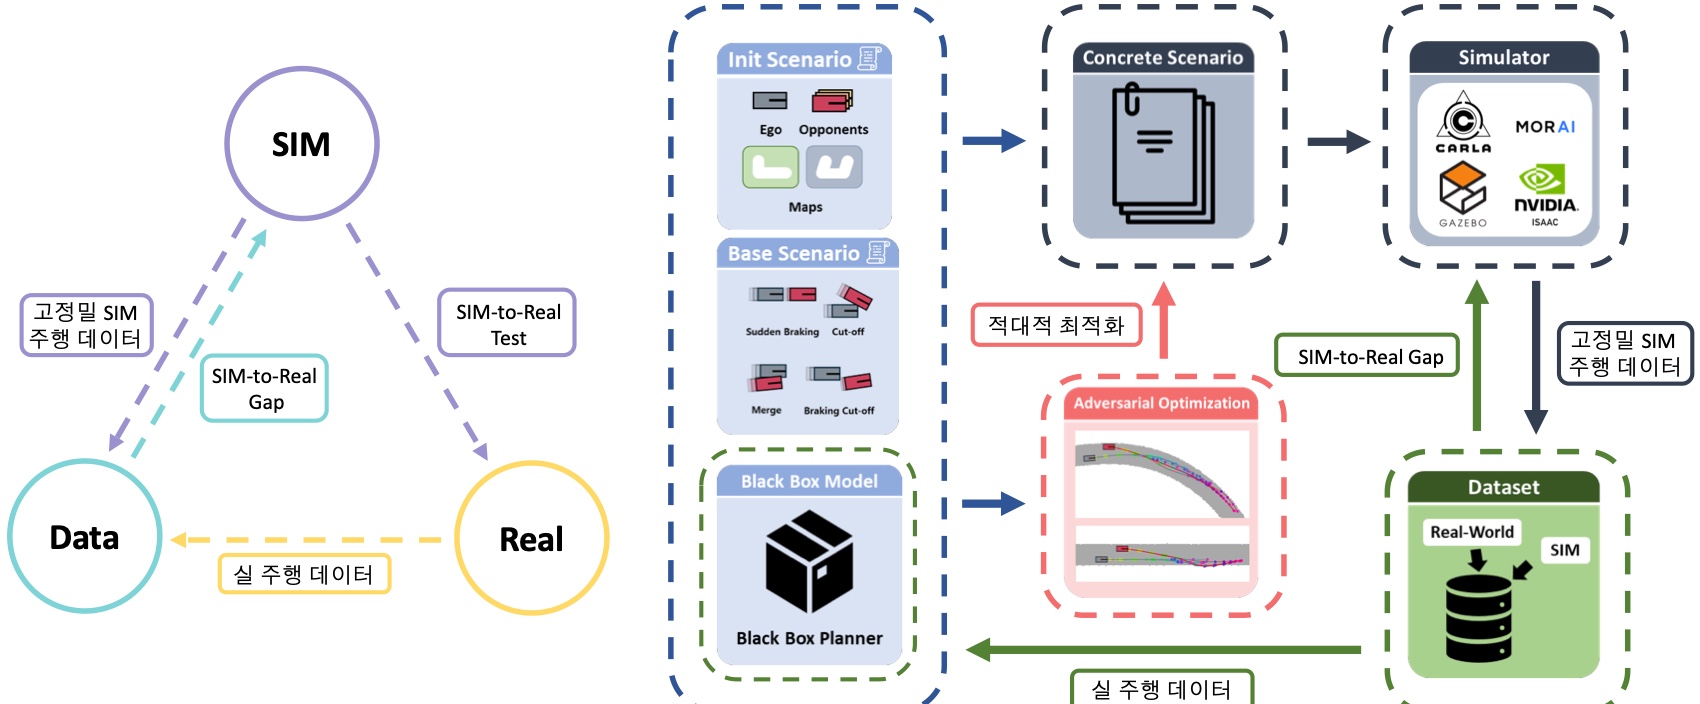 SIM
고정밀 SIM
주행 데이터
SIM-to-Real
Gap
SIM-to-Real
Test
Data
Real
실 주행 데이터
Init Scenario
Ego
Opponents
Maps
Base Scenario
Sudden Braking
Cut-off
Merge
Braking Cut-off
Black Box Model
Black Box Planner
Concrete Scenario
적대적 최적화
Adversarial Optimization
Simulator
CARLA
MORAI
GAZEBO
NVIDIA.
ISAAC
SIM-to-Real Gap
고정밀 SIM
주행 데이터
Dataset
Real-World
SIM
실 주행 데이터